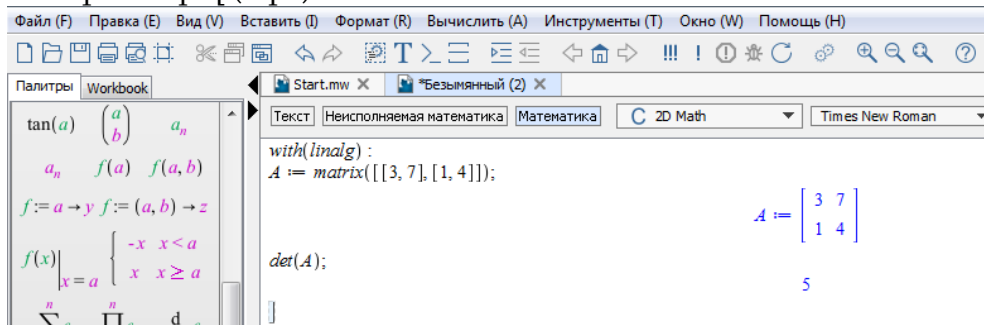 Файл (F) Правка (E) Вид (V) Вставить (I) Формат (R) Вычислить (A) Инструменты (T) Окно (W) Помощь (H)
Палитры Workbook
Start.mw *Безымянный (2)
Текст Неисполняемая математика Математика C 2D Math Times New Roman
tan(a) (a b) a_n
a_n f(a) f(a, b)
f := a → y f := (a, b) → z
f(x)| x = a { -x x < a
x x ≥ a
n n d
with(linalg) :
A := matrix([[3, 7], [1, 4]]);
A := [ 3 7
1 4 ]
det(A);
5